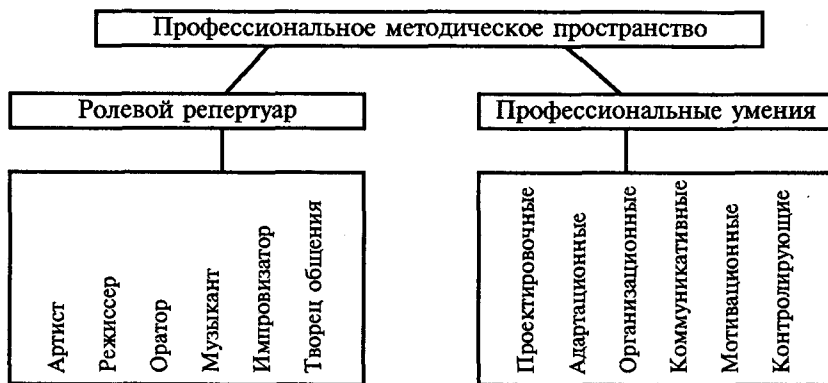 Профессиональное методическое пространство
Ролевой репертуар
Профессиональные умения
Артист
Режиссер
Оратор
Музыкант
Импровизатор
Творец общения
Проектировочные
Адаптационные
Организационные
Коммуникативные
Мотивационные
Контролирующие